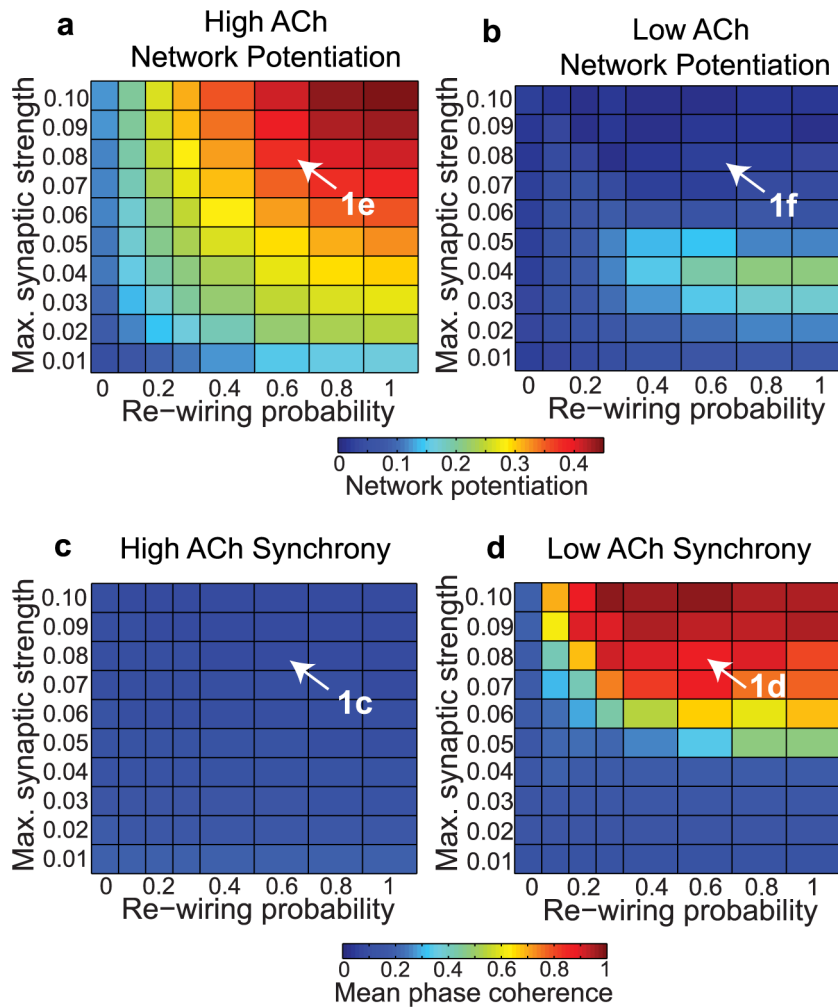 a
High ACh
Network Potentiation
Max. synaptic strength
0.10
0.09
0.08
0.07
0.06
0.05
0.04
0.03
0.02
0.01
1e
0 0.2 0.4 0.6 0.8 1
Re-wiring probability
b
Low ACh
Network Potentiation
Max. synaptic strength
0.10
0.09
0.08
0.07
0.06
0.05
0.04
0.03
0.02
0.01
1f
0 0.2 0.4 0.6 0.8 1
Re-wiring probability
0 0.1 0.2 0.3 0.4
Network potentiation
c
High ACh Synchrony
Max. synaptic strength
0.10
0.09
0.08
0.07
0.06
0.05
0.04
0.03
0.02
0.01
1c
0 0.2 0.4 0.6 0.8 1
Re-wiring probability
d
Low ACh Synchrony
Max. synaptic strength
0.10
0.09
0.08
0.07
0.06
0.05
0.04
0.03
0.02
0.01
1d
0 0.2 0.4 0.6 0.8 1
Re-wiring probability
0 0.2 0.4 0.6 0.8 1
Mean phase coherence